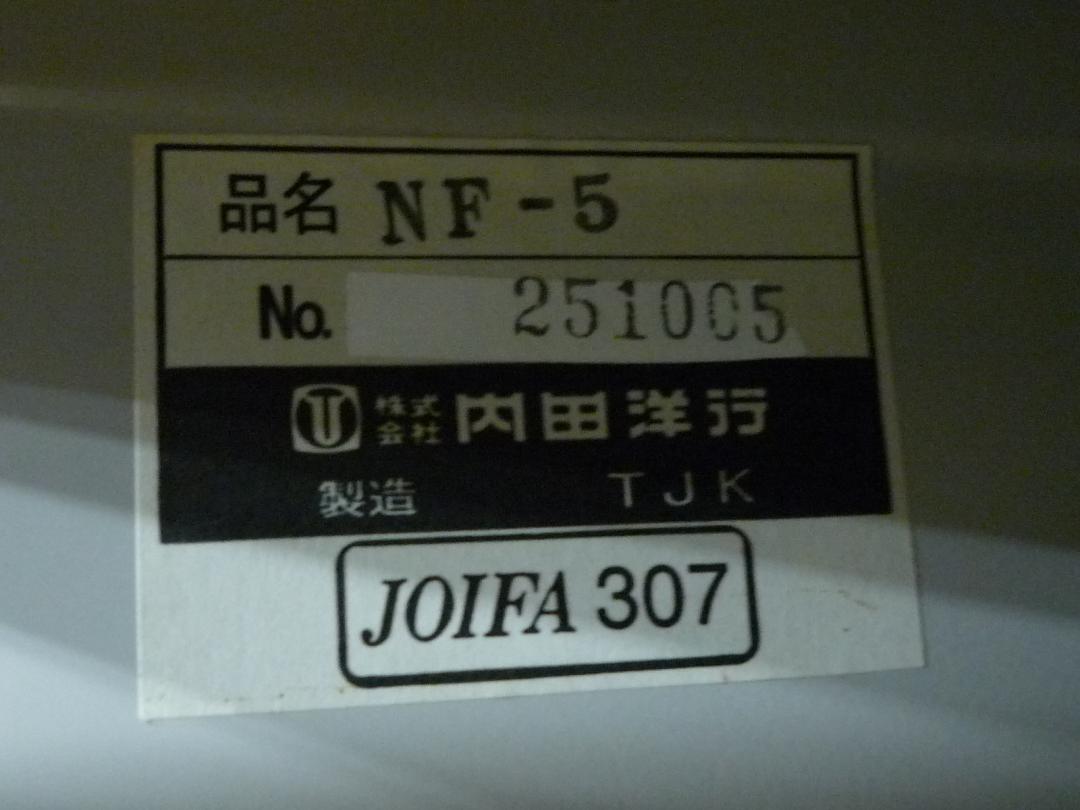 品名 NF-5
No. 251005
株式会社 内田洋行
製造 TJK
JOIFA 307